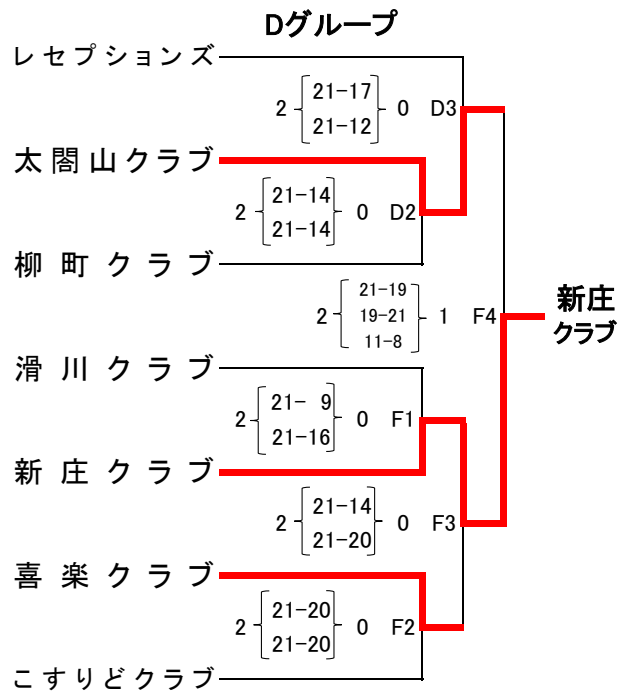 Dグループ
レセプションズ
2 21-17 0 D3
21-12
太閤山クラブ
2 21-14 0 D2
21-14
柳町クラブ
2 21-19 1 F4
19-21
11-8
新庄
クラブ
滑川クラブ
2 21- 9 0 F1
21-16
新庄クラブ
2 21-14 0 F3
21-20
喜楽クラブ
2 21-20 0 F2
21-20
こすりどクラブ